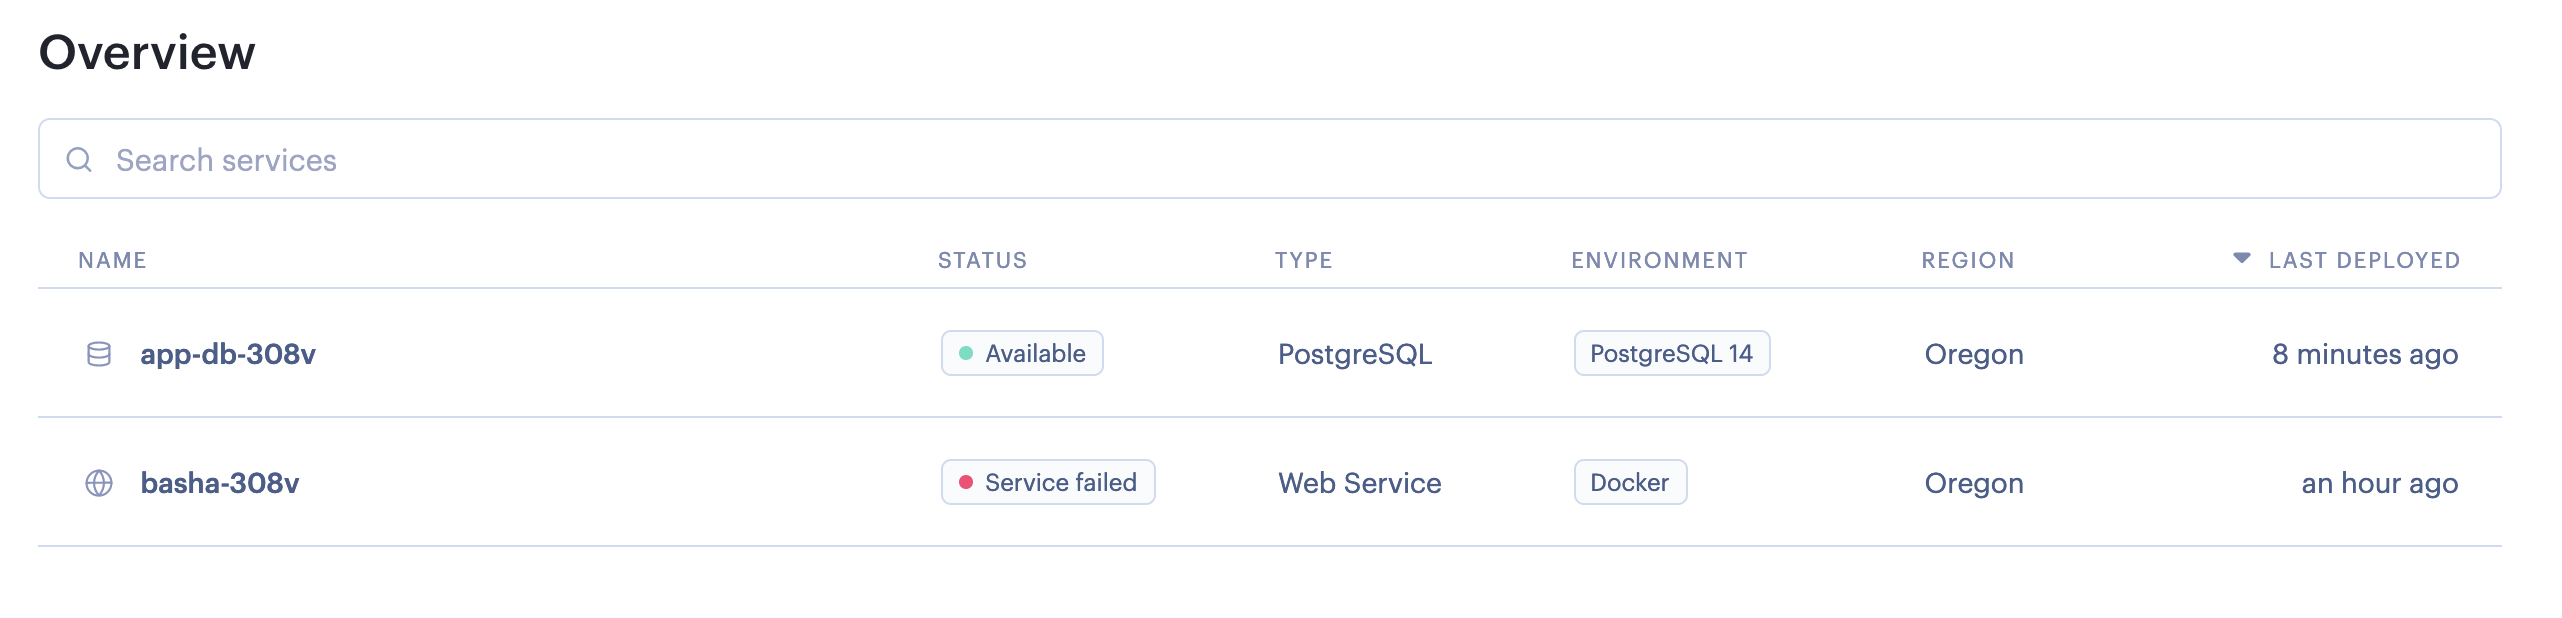 Overview
Search services
NAME STATUS TYPE ENVIRONMENT REGION LAST DEPLOYED
app-db-308v Available PostgreSQL PostgreSQL 14 Oregon 8 minutes ago
basha-308v Service failed Web Service Docker Oregon an hour ago